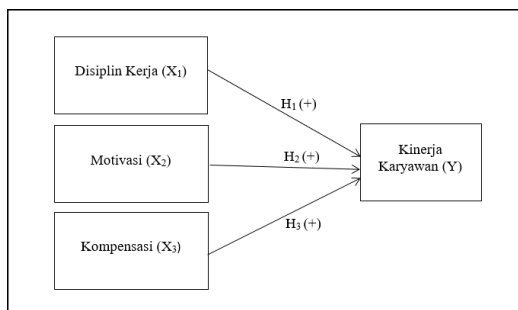 Disiplin Kerja (X₁)
H₁ (+)
Motivasi (X₂)
H₂ (+)
Kinerja
Karyawan (Y)
Kompensasi (X₃)
H₃ (+)